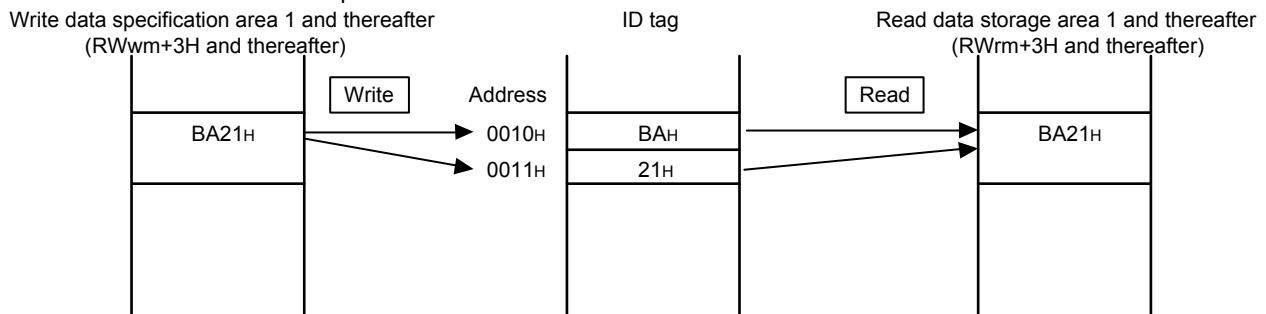 Write data specification area 1 and thereafter
(RWwm+3H and thereafter)
ID tag
Read data storage area 1 and thereafter
(RWrm+3H and thereafter)
Write
Address
Read
BA21H
0010H
BAH
BA21H
0011H
21H